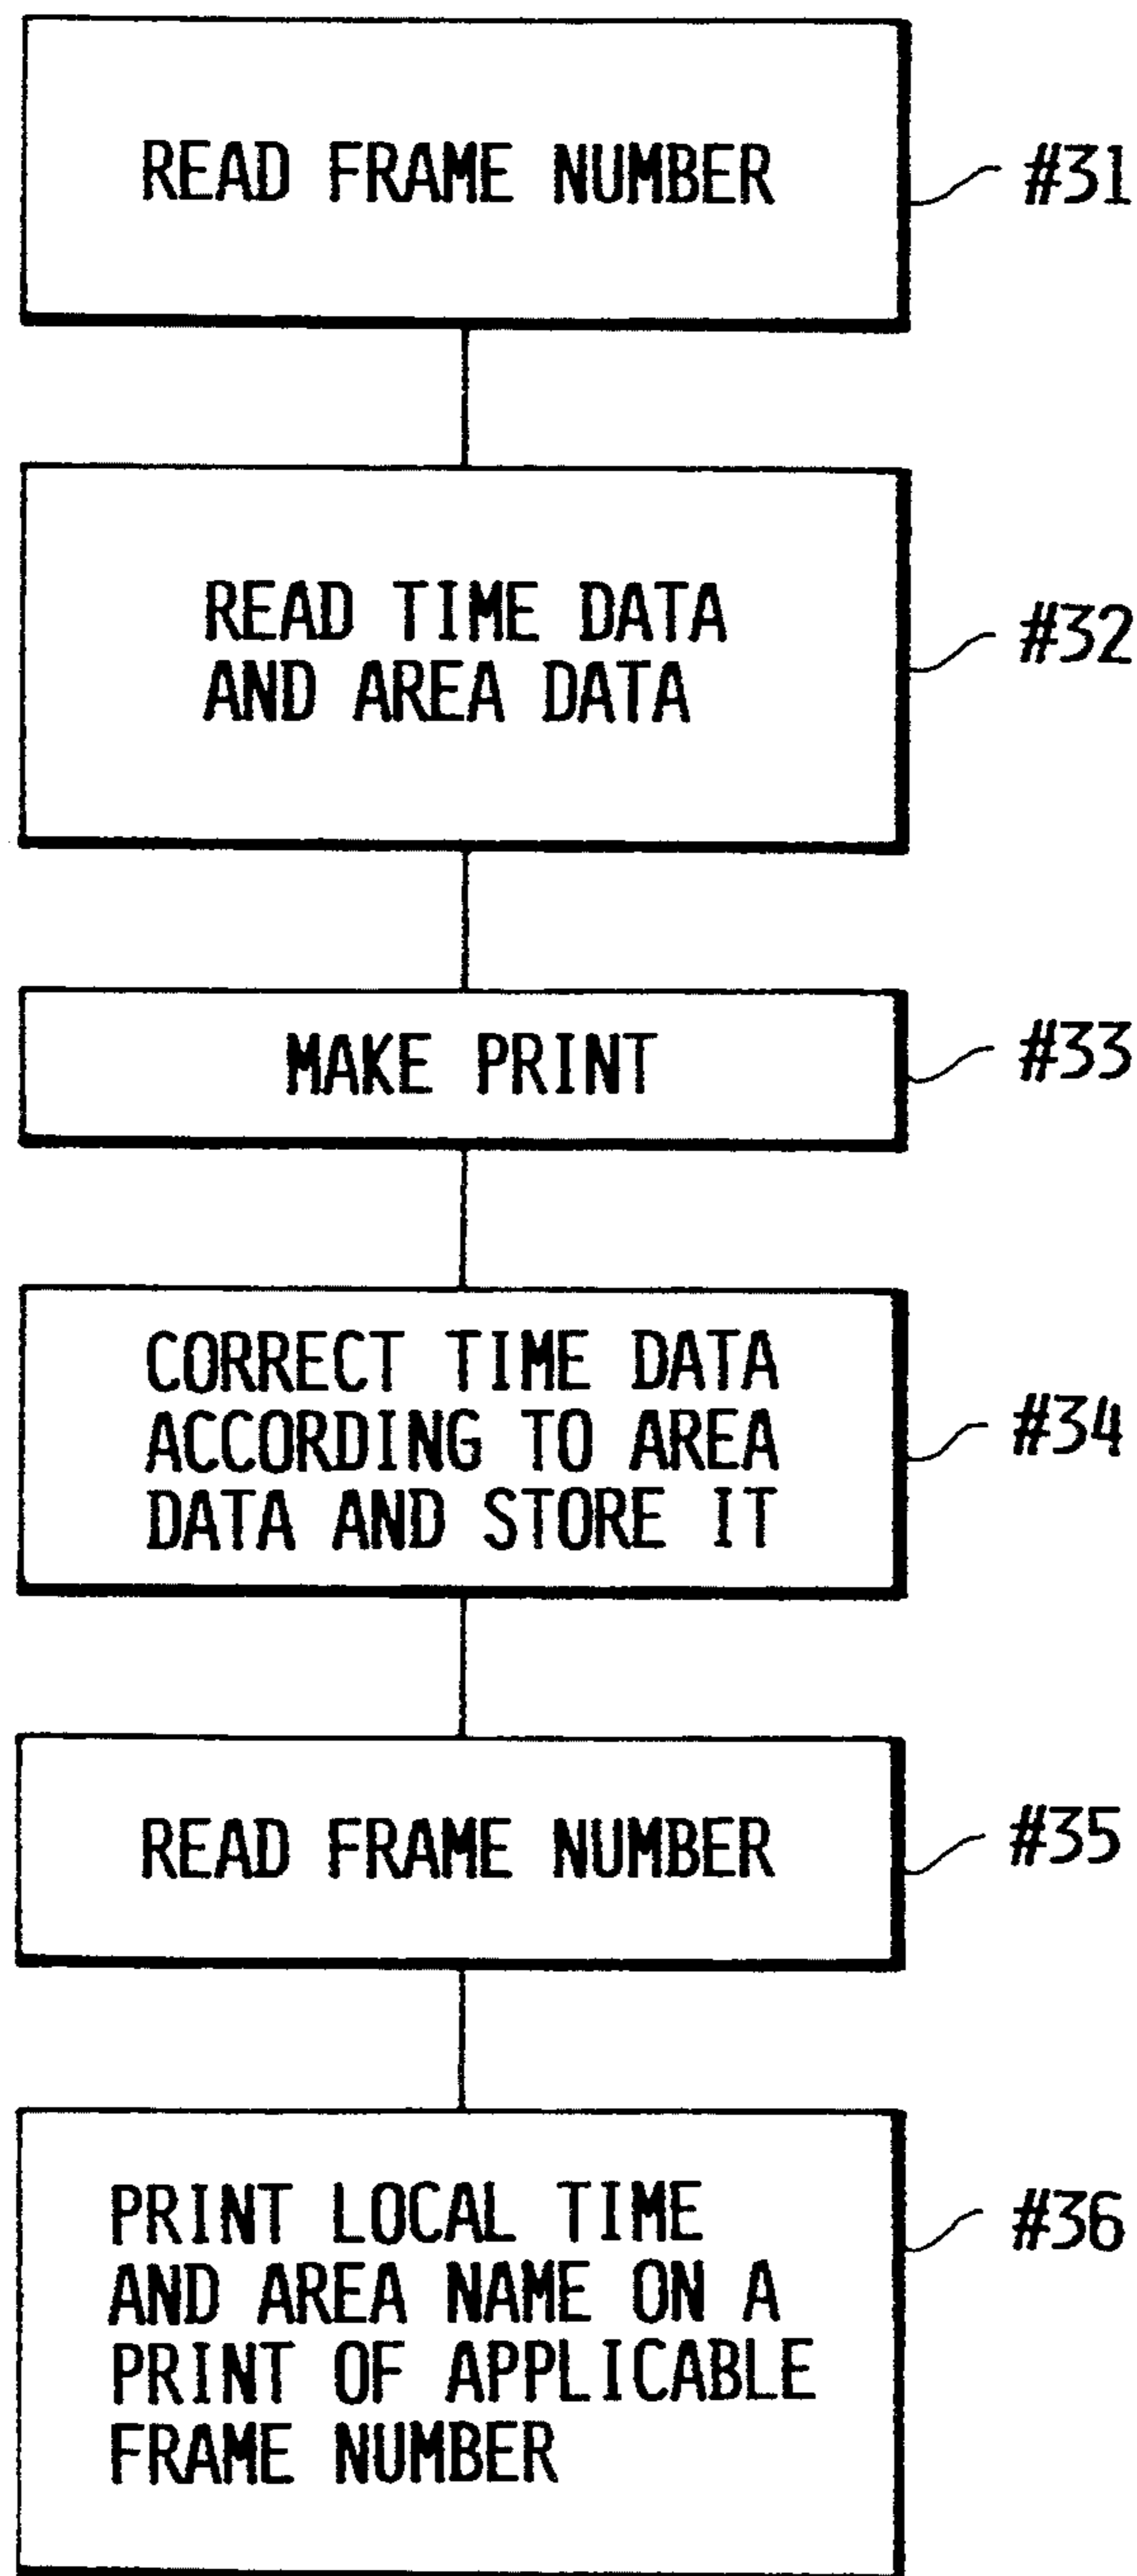 READ FRAME NUMBER
#31
READ TIME DATA
AND AREA DATA
#32
MAKE PRINT
#33
CORRECT TIME DATA
ACCORDING TO AREA
DATA AND STORE IT
#34
READ FRAME NUMBER
#35
PRINT LOCAL TIME
AND AREA NAME ON A
PRINT OF APPLICABLE
FRAME NUMBER
#36